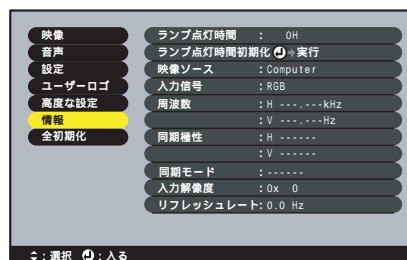 映像
音声
設定
ユーザーロゴ
高度な設定
情報
全初期化
ランプ点灯時間 : 0H
ランプ点灯時間初期化 実行
映像ソース :Computer
入力信号 :RGB
周波数 :H ---.---kHz
:V ---.---Hz
同期極性 :H ------
:V ------
同期モード :------
入力解像度 :0x 0
リフレッシュレート:0.0 Hz
:選択 :入る